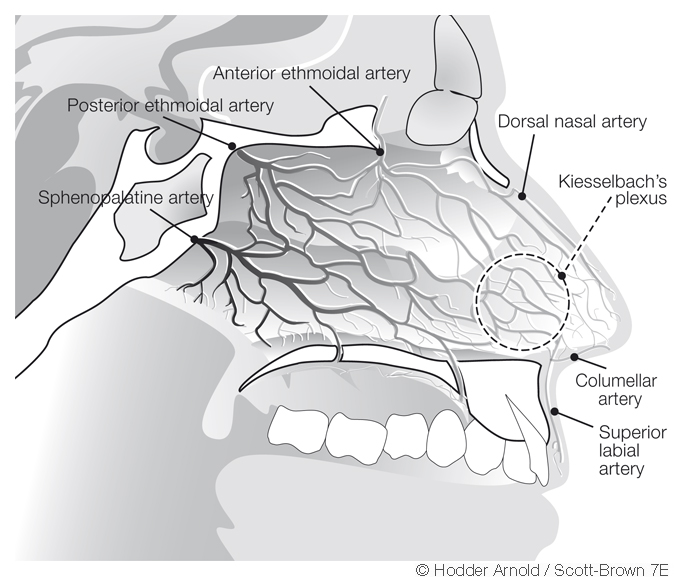 Anterior ethmoidal artery
Posterior ethmoidal artery
Dorsal nasal artery
Kiesselbach's
plexus
Sphenopalatine artery
Columellar
artery
Superior
labial
artery
© Hodder Arnold / Scott-Brown 7E